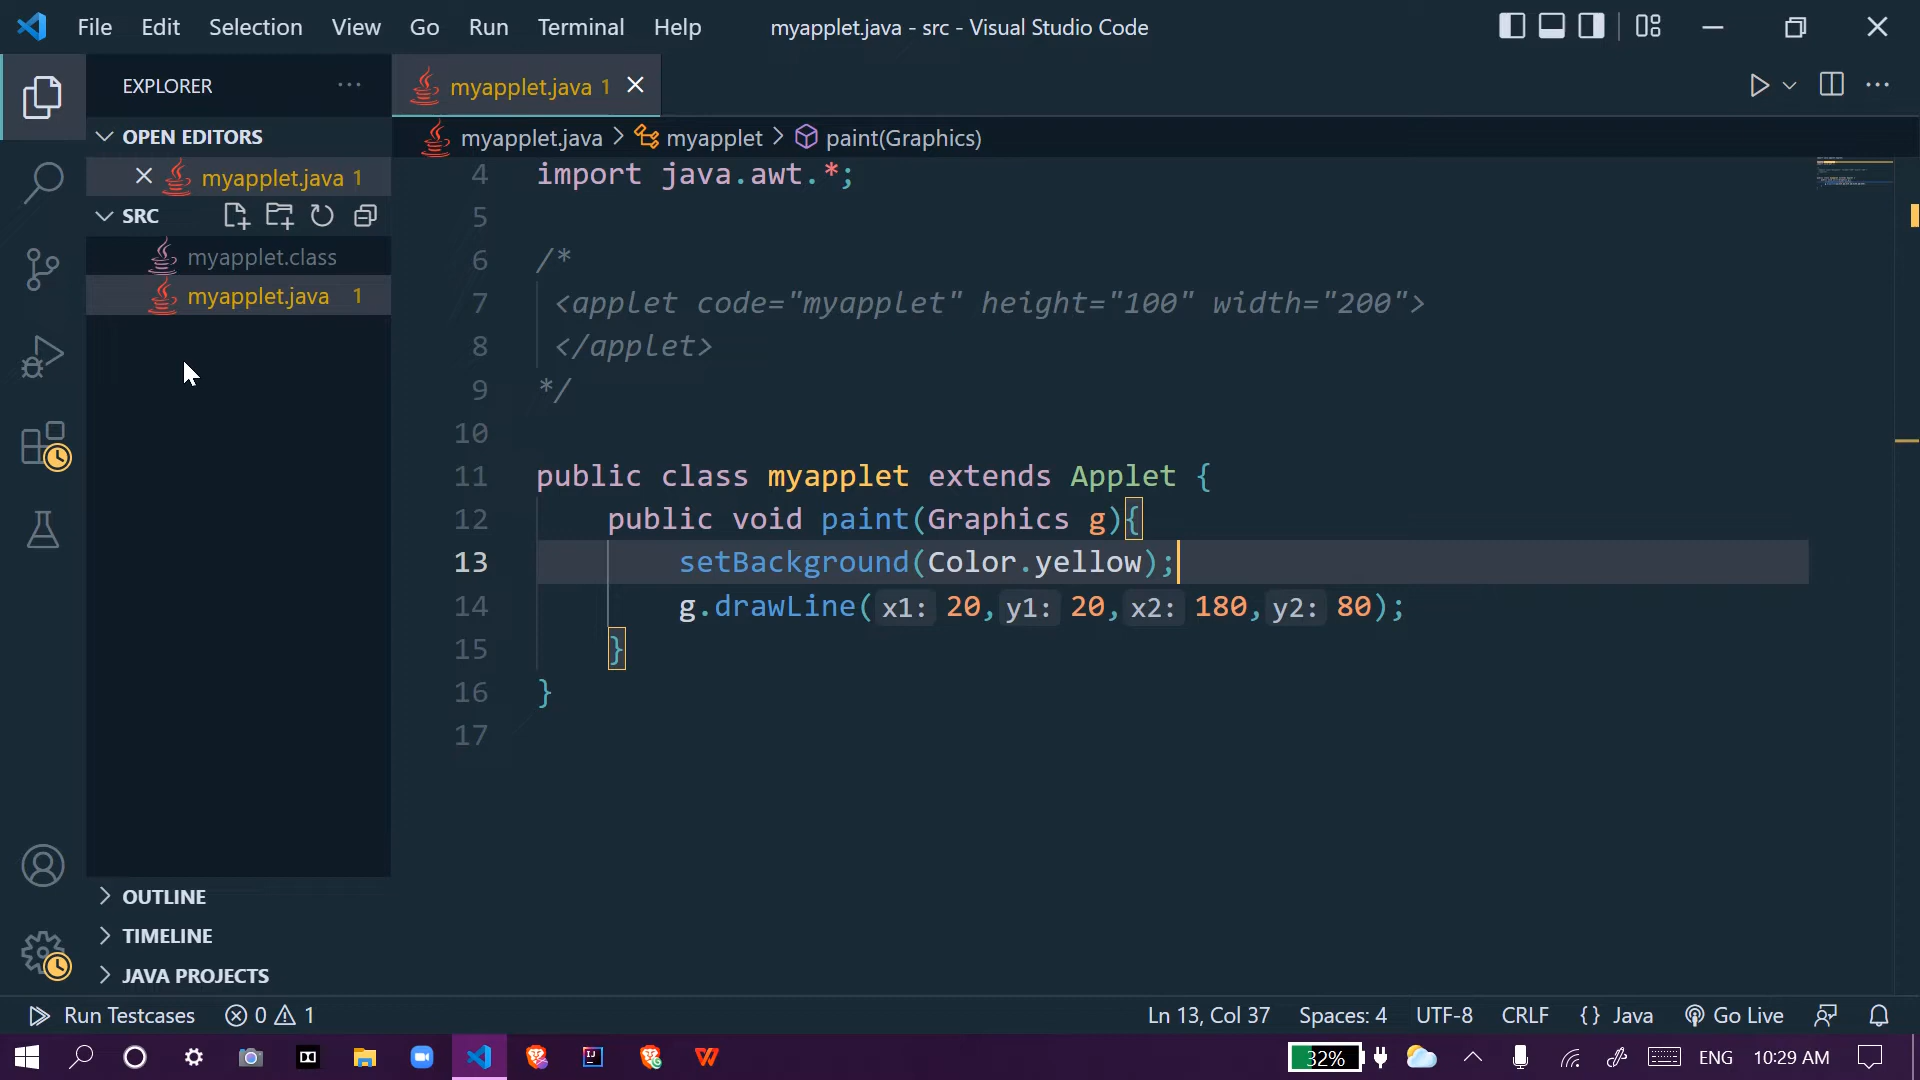 File Edit Selection View Go Run Terminal Help myapplet.java - src - Visual Studio Code
EXPLORER ···
myapplet.java 1
OPEN EDITORS
myapplet.java 1
SRC
myapplet.class
myapplet.java 1
OUTLINE
TIMELINE
JAVA PROJECTS
myapplet.java > myapplet > paint(Graphics)
4 import java.awt.*;
5
6 /*
7 <applet code="myapplet" height="100" width="200">
8 </applet>
9 */
10
11 public class myapplet extends Applet {
12 public void paint(Graphics g){
13 setBackground(Color.yellow);
14 g.drawLine(x1: 20,y1: 20,x2: 180,y2: 80);
15 }
16 }
17
Run Testcases 0 1 Ln 13, Col 37 Spaces: 4 UTF-8 CRLF {} Java Go Live
32% ENG 10:29 AM